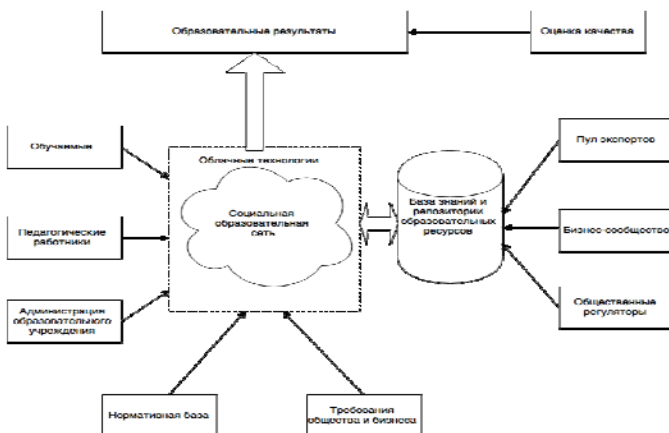 Образовательные результаты
Оценка качества
Обучаемые
Облачные технологии
Пул экспертов
Социальная
образовательная
сеть
База знаний и
репозитории
образовательных
ресурсов
Педагогические
работники
Бизнес-сообщество
Администрация
образовательного
учреждения
Общественные
регуляторы
Нормативная база
Требования
общества и бизнеса